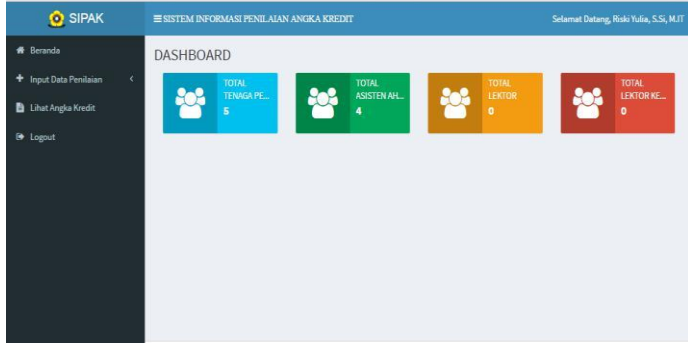 SIPAK
SISTEM INFORMASI PENILAIAN ANGKA KREDIT
Selamat Datang, Riski Yulia, S.Si, M.IT
Beranda
Input Data Penilaian
Lihat Angka Kredit
Logout
DASHBOARD
TOTAL
TENAGA PE...
5
TOTAL
ASISTEN AH...
4
TOTAL
LEKTOR
0
TOTAL
LEKTOR KE...
0